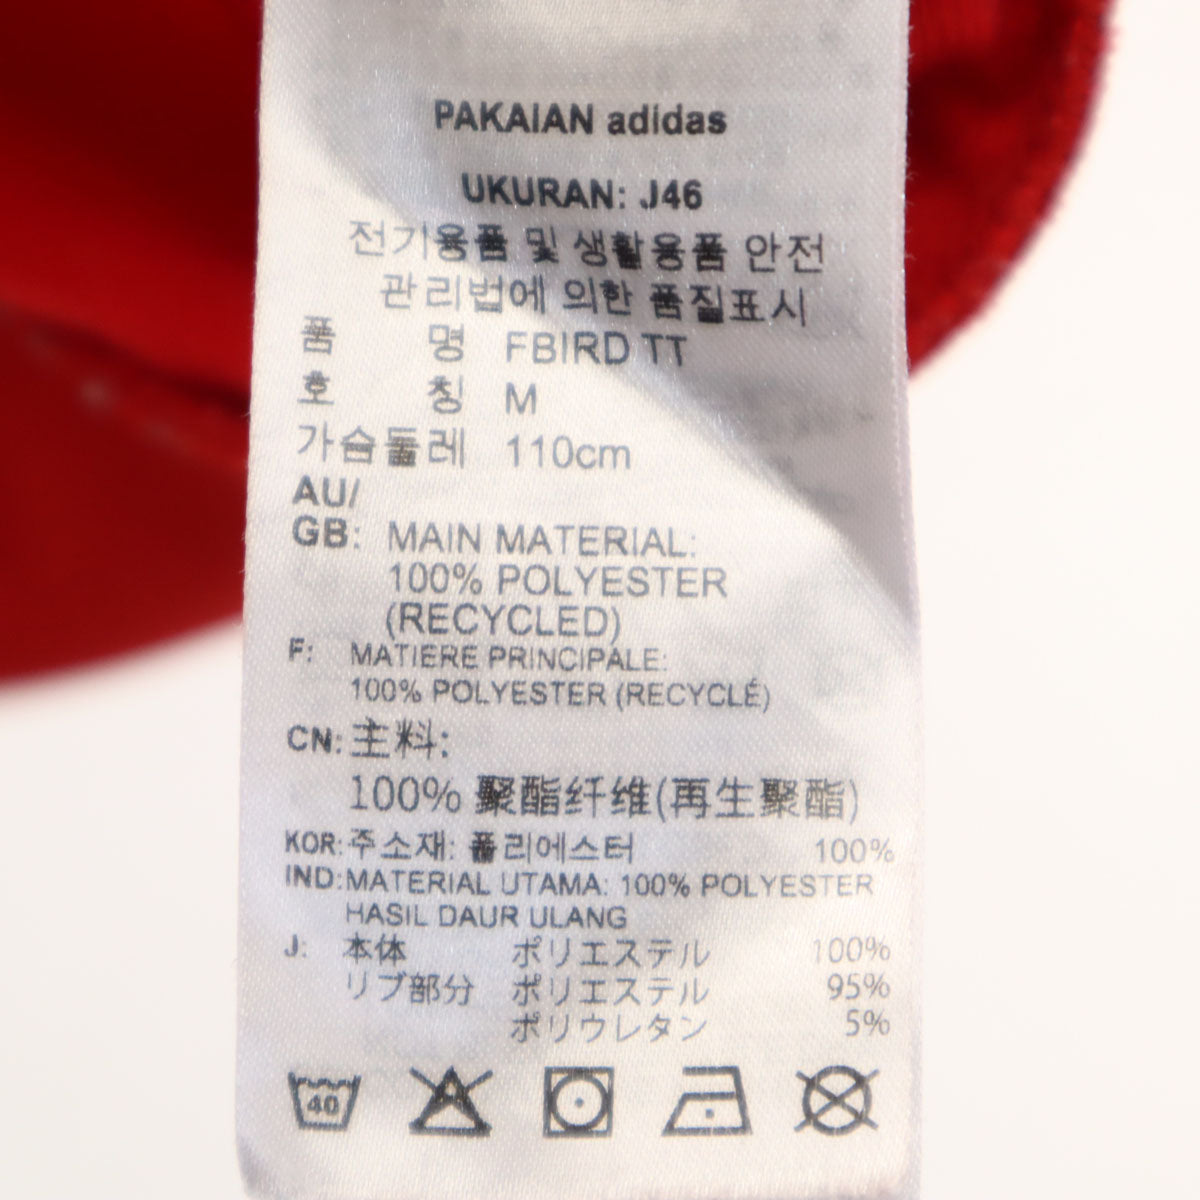 PAKAIAN adidas
UKURAN: J46
전기용품 및 생활용품 안전
관리법에 의한 품질표시
품 명 FBIRD TT
호 칭 M
가슴둘레 110cm
AU/
GB: MAIN MATERIAL:
100% POLYESTER
(RECYCLED)
F: MATIERE PRINCIPALE:
100% POLYESTER (RECYCLÉ)
CN: 主料:
100% 聚酯纤维(再生聚酯)
KOR: 주소재: 폴리에스터 100%
IND: MATERIAL UTAMA: 100% POLYESTER
HASIL DAUR ULANG
J: 本体 ポリエステル 100%
リブ部分 ポリエステル 95%
ポリウレタン 5%
40